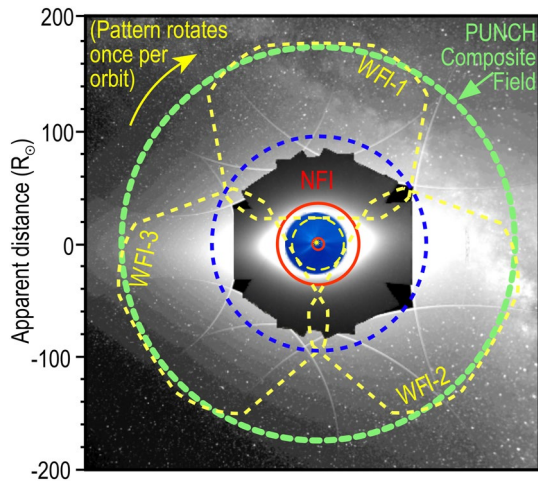 200
(Pattern rotates
once per
orbit)
PUNCH
Composite
Field
WFI-1
100
NFI
Apparent distance (R⊙)
0
WFI-3
-100
WFI-2
-200